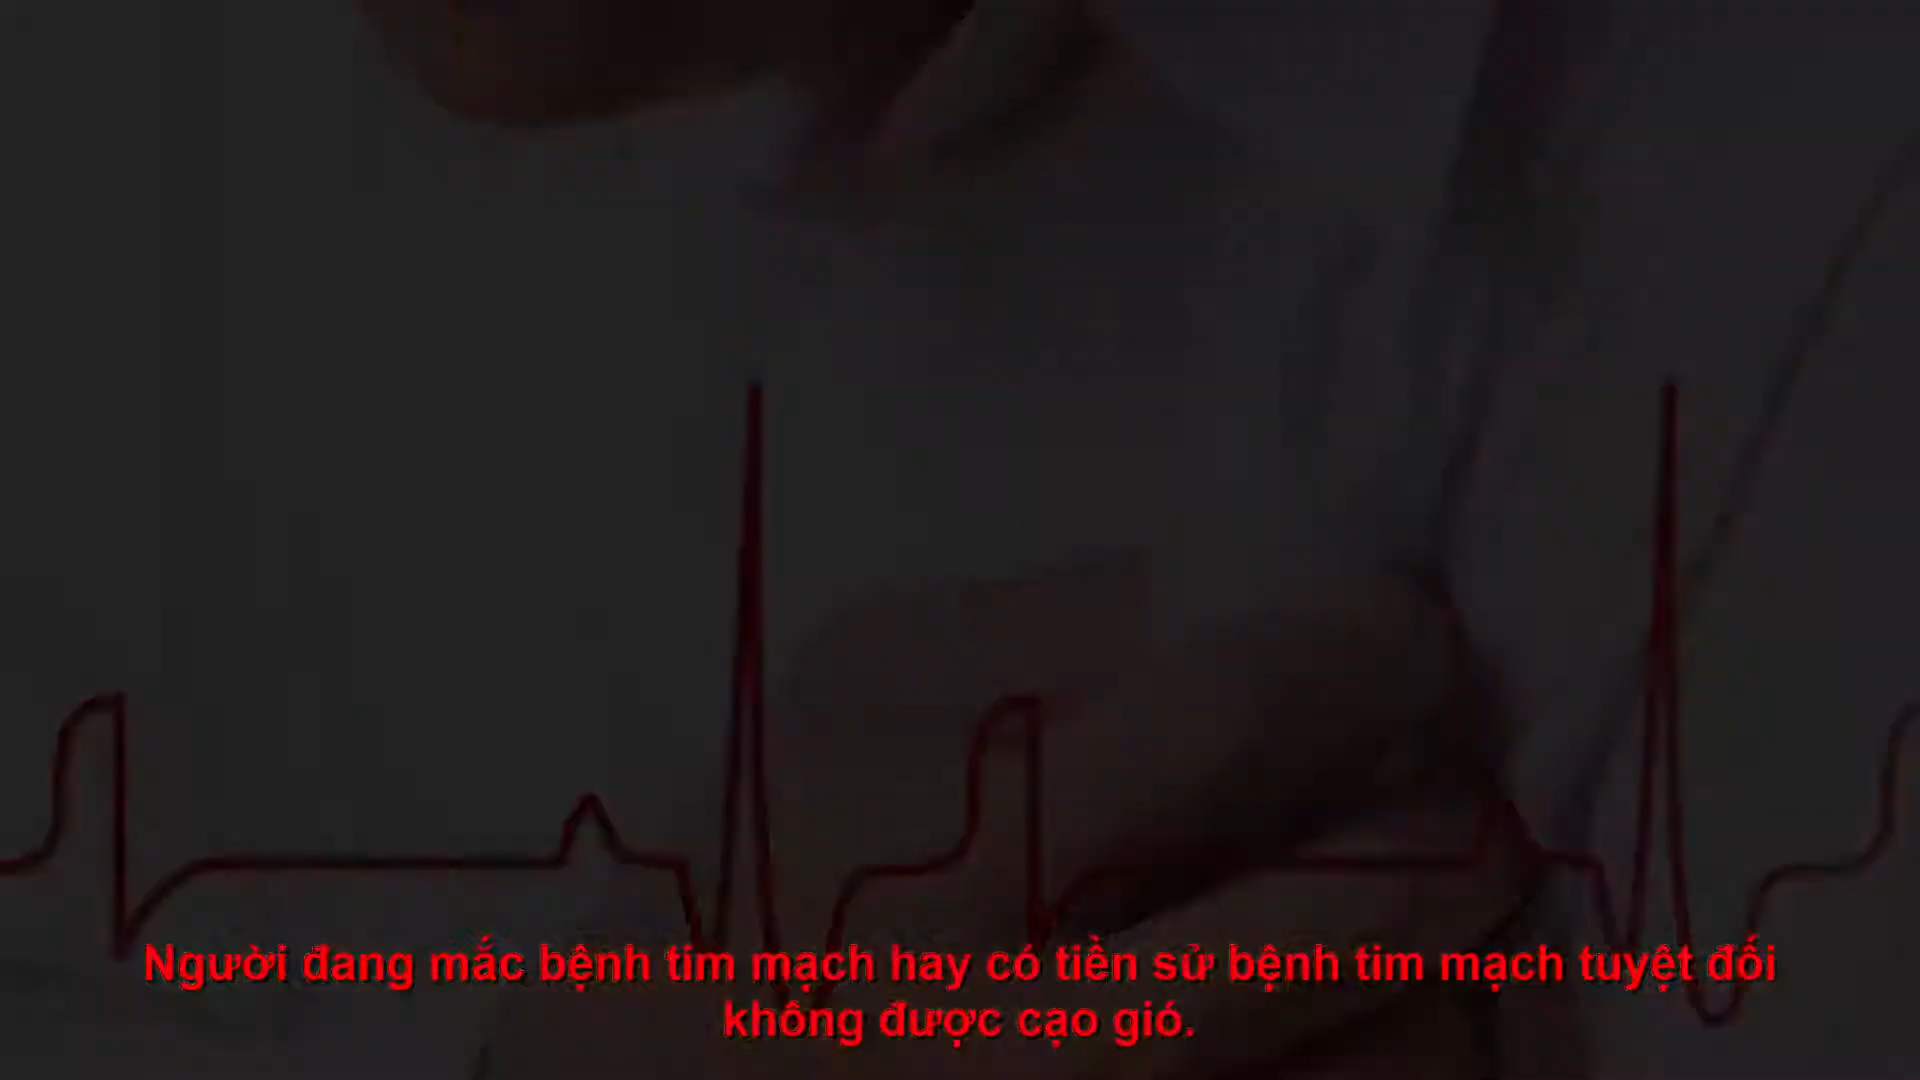 Người đang mắc bệnh tim mạch hay có tiền sử bệnh tim mạch tuyệt đối
không được cạo gió.